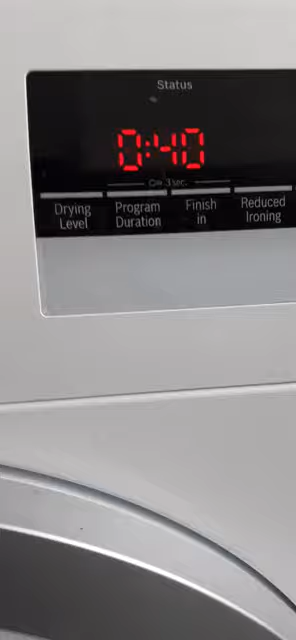 Status
0:40
3 sec.
Drying Level
Program Duration
Finish in
Reduced Ironing